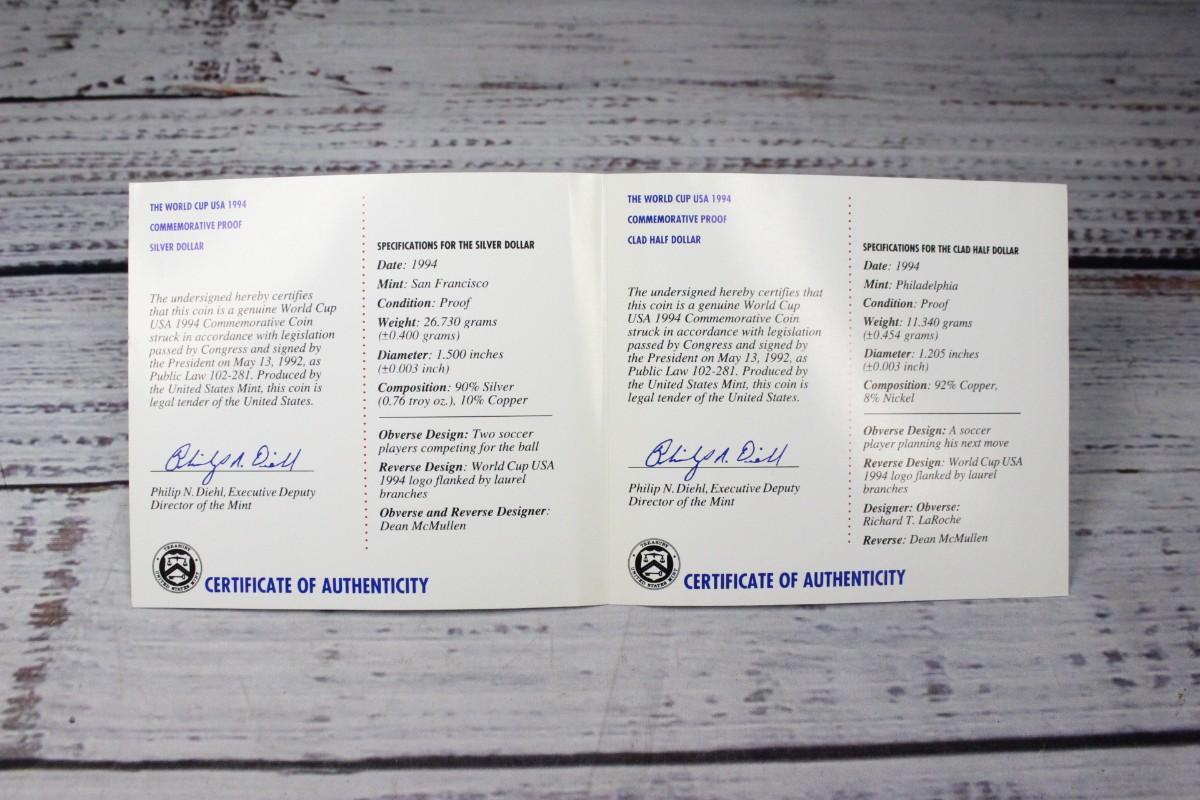 THE WORLD CUP USA 1994
COMMEMORATIVE PROOF
SILVER DOLLAR
The undersigned hereby certifies
that this coin is a genuine World Cup
USA 1994 Commemorative Coin
struck in accordance with legislation
passed by Congress and signed by
the President on May 13, 1992, as
Public Law 102-281. Produced by
the United States Mint, this coin is
legal tender of the United States.
Philip N. Diehl
Philip N. Diehl, Executive Deputy
Director of the Mint
TREASURY
UNITED STATES MINT
CERTIFICATE OF AUTHENTICITY
SPECIFICATIONS FOR THE SILVER DOLLAR
Date: 1994
Mint: San Francisco
Condition: Proof
Weight: 26.730 grams
(±0.400 grams)
Diameter: 1.500 inches
(±0.003 inch)
Composition: 90% Silver
(0.76 troy oz.), 10% Copper
Obverse Design: Two soccer
players competing for the ball
Reverse Design: World Cup USA
1994 logo flanked by laurel
branches
Obverse and Reverse Designer:
Dean McMullen
THE WORLD CUP USA 1994
COMMEMORATIVE PROOF
CLAD HALF DOLLAR
The undersigned hereby certifies that
this coin is a genuine World Cup
USA 1994 Commemorative Coin
struck in accordance with legislation
passed by Congress and signed by
the President on May 13, 1992, as
Public Law 102-281. Produced by
the United States Mint, this coin is
legal tender of the United States.
Philip N. Diehl
Philip N. Diehl, Executive Deputy
Director of the Mint
TREASURY
UNITED STATES MINT
CERTIFICATE OF AUTHENTICITY
SPECIFICATIONS FOR THE CLAD HALF DOLLAR
Date: 1994
Mint: Philadelphia
Condition: Proof
Weight: 11.340 grams
(±0.454 grams)
Diameter: 1.205 inches
(±0.003 inch)
Composition: 92% Copper,
8% Nickel
Obverse Design: A soccer
player planning his next move
Reverse Design: World Cup USA
1994 logo flanked by laurel
branches
Designer: Obverse:
Richard T. LaRoche
Reverse: Dean McMullen